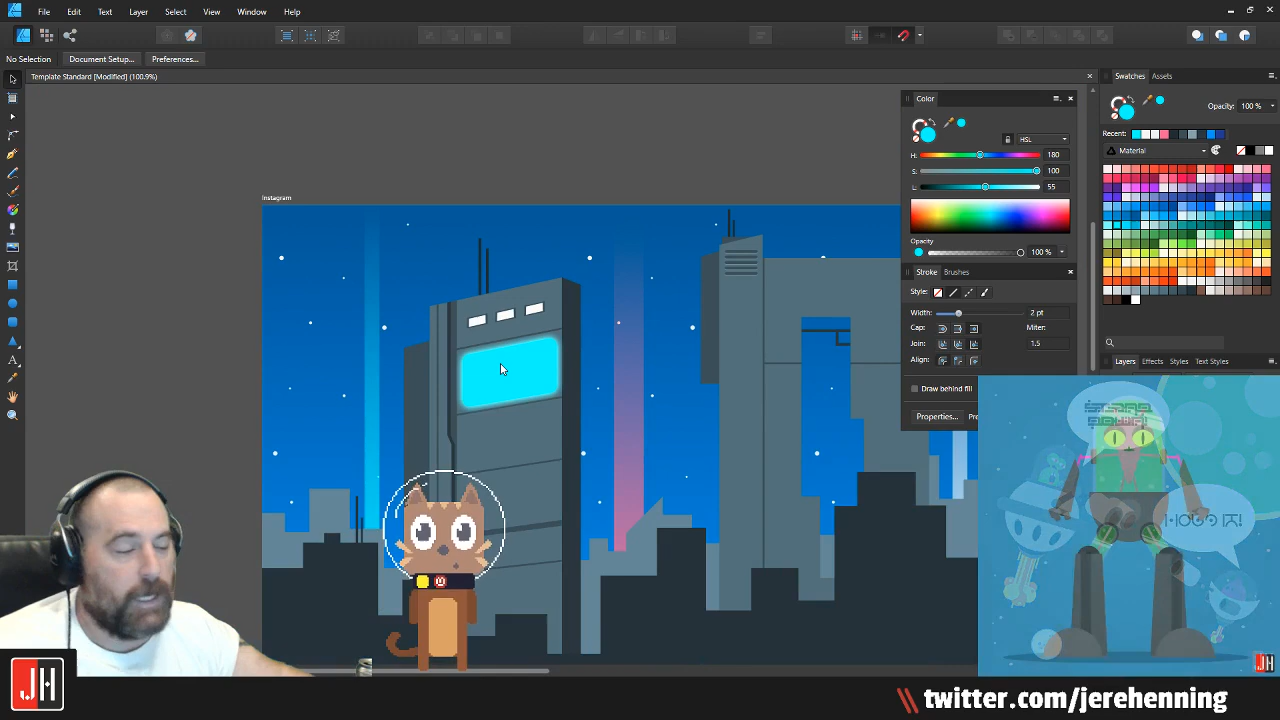 File Edit Text Layer Select View Window Help
No Selection Document Setup... Preferences...
Template Standard [Modified] (100.9%)
Swatches Assets
Color
Opacity: 100 %
HSL
Recent:
H: 180
Material
S: 100
L: 55
Instagram
Opacity
100 %
Stroke Brushes
Style:
Width: 2 pt
Cap: Miter:
Join: 1.5
Align:
Layers Effects Styles Text Styles
Draw behind fill
Properties...
JH
JH
\\ twitter.com/jerehenning